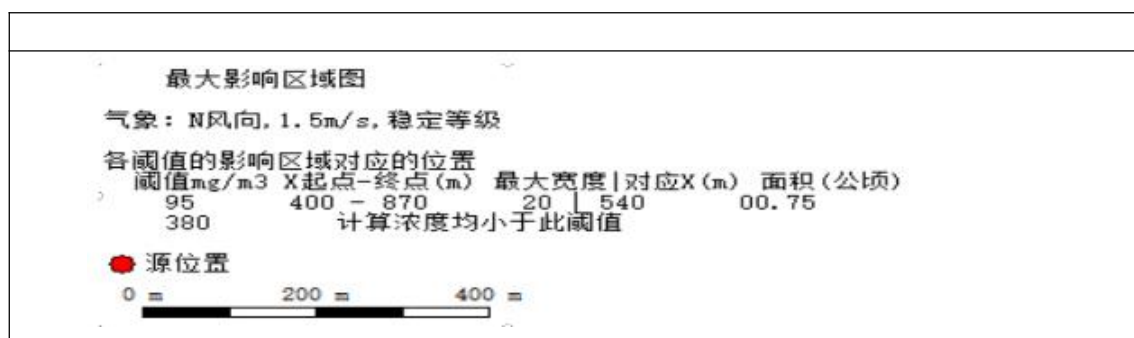 最大影响区域图
气象: N风向,1.5m/s,稳定等级
各阈值的影响区域对应的位置
阈值mg/m3 X起点-终点(m) 最大宽度|对应X(m) 面积(公顷)
95 400 - 870 20 | 540 00.75
380 计算浓度均小于此阈值
源位置
0 m 200 m 400 m